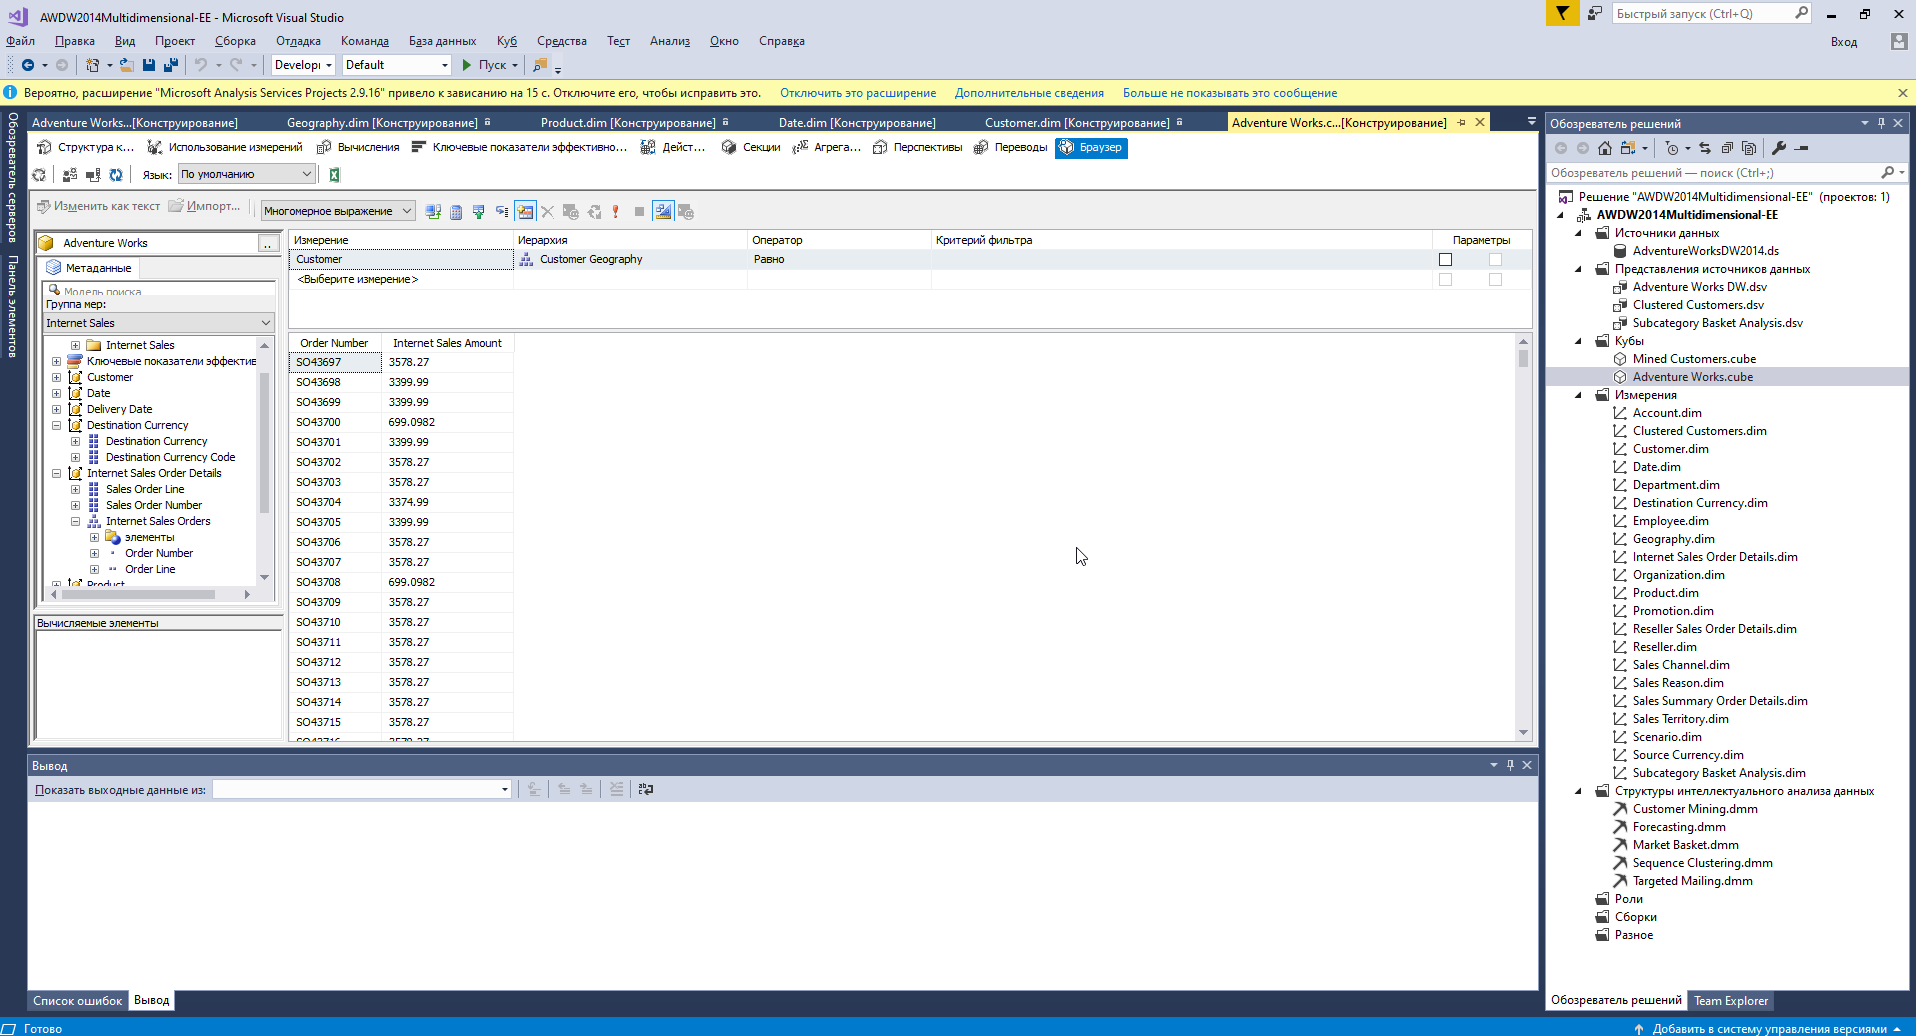 AWDW2014Multidimensional-EE - Microsoft Visual Studio
Быстрый запуск (Ctrl+Q)
Файл Правка Вид Проект Сборка Отладка Команда База данных Куб Средства Тест Анализ Окно Справка
Вход
Developı Default Пуск
Вероятно, расширение "Microsoft Analysis Services Projects 2.9.16" привело к зависанию на 15 с. Отключите его, чтобы исправить это. Отключить это расширение Дополнительные сведения Больше не показывать это сообщение
Обозреватель серверов
Панель элементов
Adventure Works...[Конструирование] Geography.dim [Конструирование] Product.dim [Конструирование] Date.dim [Конструирование] Customer.dim [Конструирование] Adventure Works.c...[Конструирование]
Структура к... Использование измерений Вычисления Ключевые показатели эффективно... Дейст... Секции Агрега... Перспективы Переводы Браузер
Язык: По умолчанию
Изменить как текст Импорт... Многомерное выражение
Adventure Works ..
Метаданные
Модель поиска
Группа мер:
Internet Sales
Internet Sales
Ключевые показатели эффектив
Customer
Date
Delivery Date
Destination Currency
Destination Currency
Destination Currency Code
Internet Sales Order Details
Sales Order Line
Sales Order Number
Internet Sales Orders
элементы
Order Number
Order Line
Product
Вычисляемые элементы
Измерение Иерархия Оператор Критерий фильтра Параметры
Customer Customer Geography Равно
<Выберите измерение>
Order Number Internet Sales Amount
SO43697 3578.27
SO43698 3399.99
SO43699 3399.99
SO43700 699.0982
SO43701 3399.99
SO43702 3578.27
SO43703 3578.27
SO43704 3374.99
SO43705 3399.99
SO43706 3578.27
SO43707 3578.27
SO43708 699.0982
SO43709 3578.27
SO43710 3578.27
SO43711 3578.27
SO43712 3578.27
SO43713 3578.27
SO43714 3578.27
SO43715 3578.27
SO43716 3578.27
Вывод
Показать выходные данные из:
Список ошибок Вывод
Обозреватель решений
Обозреватель решений — поиск (Ctrl+;)
Решение "AWDW2014Multidimensional-EE" (проектов: 1)
AWDW2014Multidimensional-EE
Источники данных
AdventureWorksDW2014.ds
Представления источников данных
Adventure Works DW.dsv
Clustered Customers.dsv
Subcategory Basket Analysis.dsv
Кубы
Mined Customers.cube
Adventure Works.cube
Измерения
Account.dim
Clustered Customers.dim
Customer.dim
Date.dim
Department.dim
Destination Currency.dim
Employee.dim
Geography.dim
Internet Sales Order Details.dim
Organization.dim
Product.dim
Promotion.dim
Reseller Sales Order Details.dim
Reseller.dim
Sales Channel.dim
Sales Reason.dim
Sales Summary Order Details.dim
Sales Territory.dim
Scenario.dim
Source Currency.dim
Subcategory Basket Analysis.dim
Структуры интеллектуального анализа данных
Customer Mining.dmm
Forecasting.dmm
Market Basket.dmm
Sequence Clustering.dmm
Targeted Mailing.dmm
Роли
Сборки
Разное
Обозреватель решений Team Explorer
Готово
Добавить в систему управления версиями